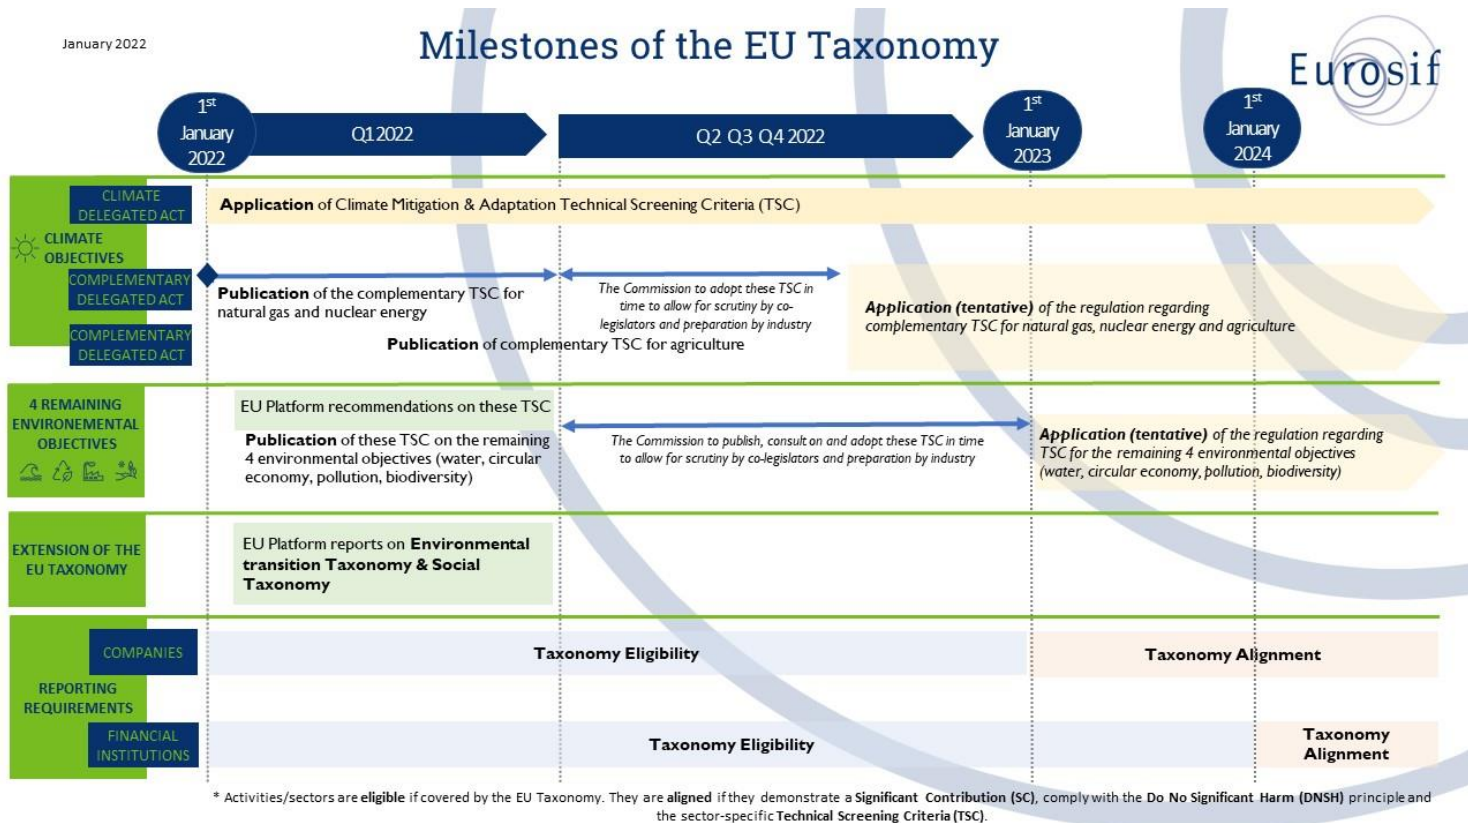 January 2022
Milestones of the EU Taxonomy
Eurosif
1st
January
2022
Q1 2022
Q2 Q3 Q4 2022
1st
January
2023
1st
January
2024
CLIMATE
DELEGATED ACT
Application of Climate Mitigation & Adaptation Technical Screening Criteria (TSC)
CLIMATE
OBJECTIVES
COMPLEMENTARY
DELEGATED ACT
Publication of the complementary TSC for
natural gas and nuclear energy
The Commission to adopt these TSC in
time to allow for scrutiny by co-
legislators and preparation by industry
Application (tentative) of the regulation regarding
complementary TSC for natural gas, nuclear energy and agriculture
COMPLEMENTARY
DELEGATED ACT
Publication of complementary TSC for agriculture
4 REMAINING
ENVIRONEMENTAL
OBJECTIVES
EU Platform recommendations on these TSC
Publication of these TSC on the remaining
4 environmental objectives (water, circular
economy, pollution, biodiversity)
The Commission to publish, consult on and adopt these TSC in time
to allow for scrutiny by co-legislators and preparation by industry
Application (tentative) of the regulation regarding
TSC for the remaining 4 environmental objectives
(water, circular economy, pollution, biodiversity)
EXTENSION OF THE
EU TAXONOMY
EU Platform reports on Environmental
transition Taxonomy & Social
Taxonomy
REPORTING
REQUIREMENTS
COMPANIES
Taxonomy Eligibility
Taxonomy Alignment
FINANCIAL
INSTITUTIONS
Taxonomy Eligibility
Taxonomy
Alignment
* Activities/sectors are eligible if covered by the EU Taxonomy. They are aligned if they demonstrate a Significant Contribution (SC), comply with the Do No Significant Harm (DNSH) principle and
the sector-specific Technical Screening Criteria (TSC).